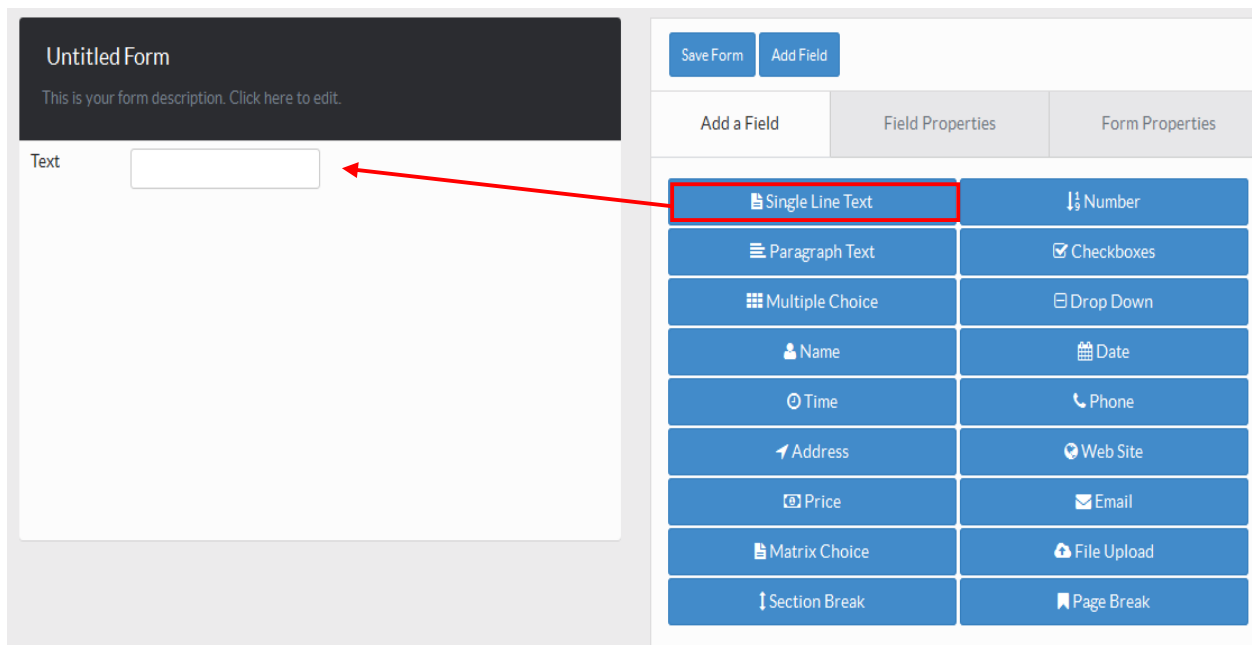 Untitled Form
This is your form description. Click here to edit.
Text
Save Form
Add Field
Add a Field
Field Properties
Form Properties
Single Line Text
Number
Paragraph Text
Checkboxes
Multiple Choice
Drop Down
Name
Date
Time
Phone
Address
Web Site
Price
Email
Matrix Choice
File Upload
Section Break
Page Break